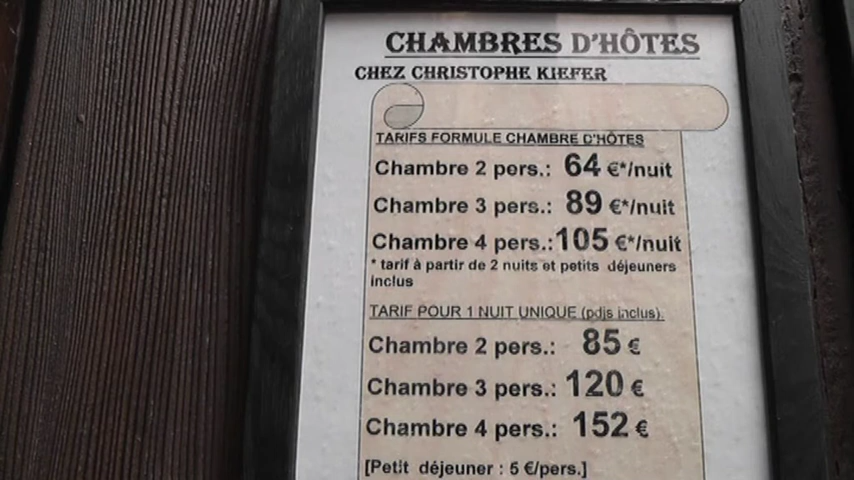 CHAMBRES D'HÔTES
CHEZ CHRISTOPHE KIEFER
TARIFS FORMULE CHAMBRE D'HÔTES
Chambre 2 pers.: 64 €*/nuit
Chambre 3 pers.: 89 €*/nuit
Chambre 4 pers.: 105 €*/nuit
* tarif à partir de 2 nuits et petits déjeuners
inclus
TARIF POUR 1 NUIT UNIQUE (pdjs inclus).
Chambre 2 pers.: 85 €
Chambre 3 pers.: 120 €
Chambre 4 pers.: 152 €
[Petit déjeuner : 5 €/pers.]